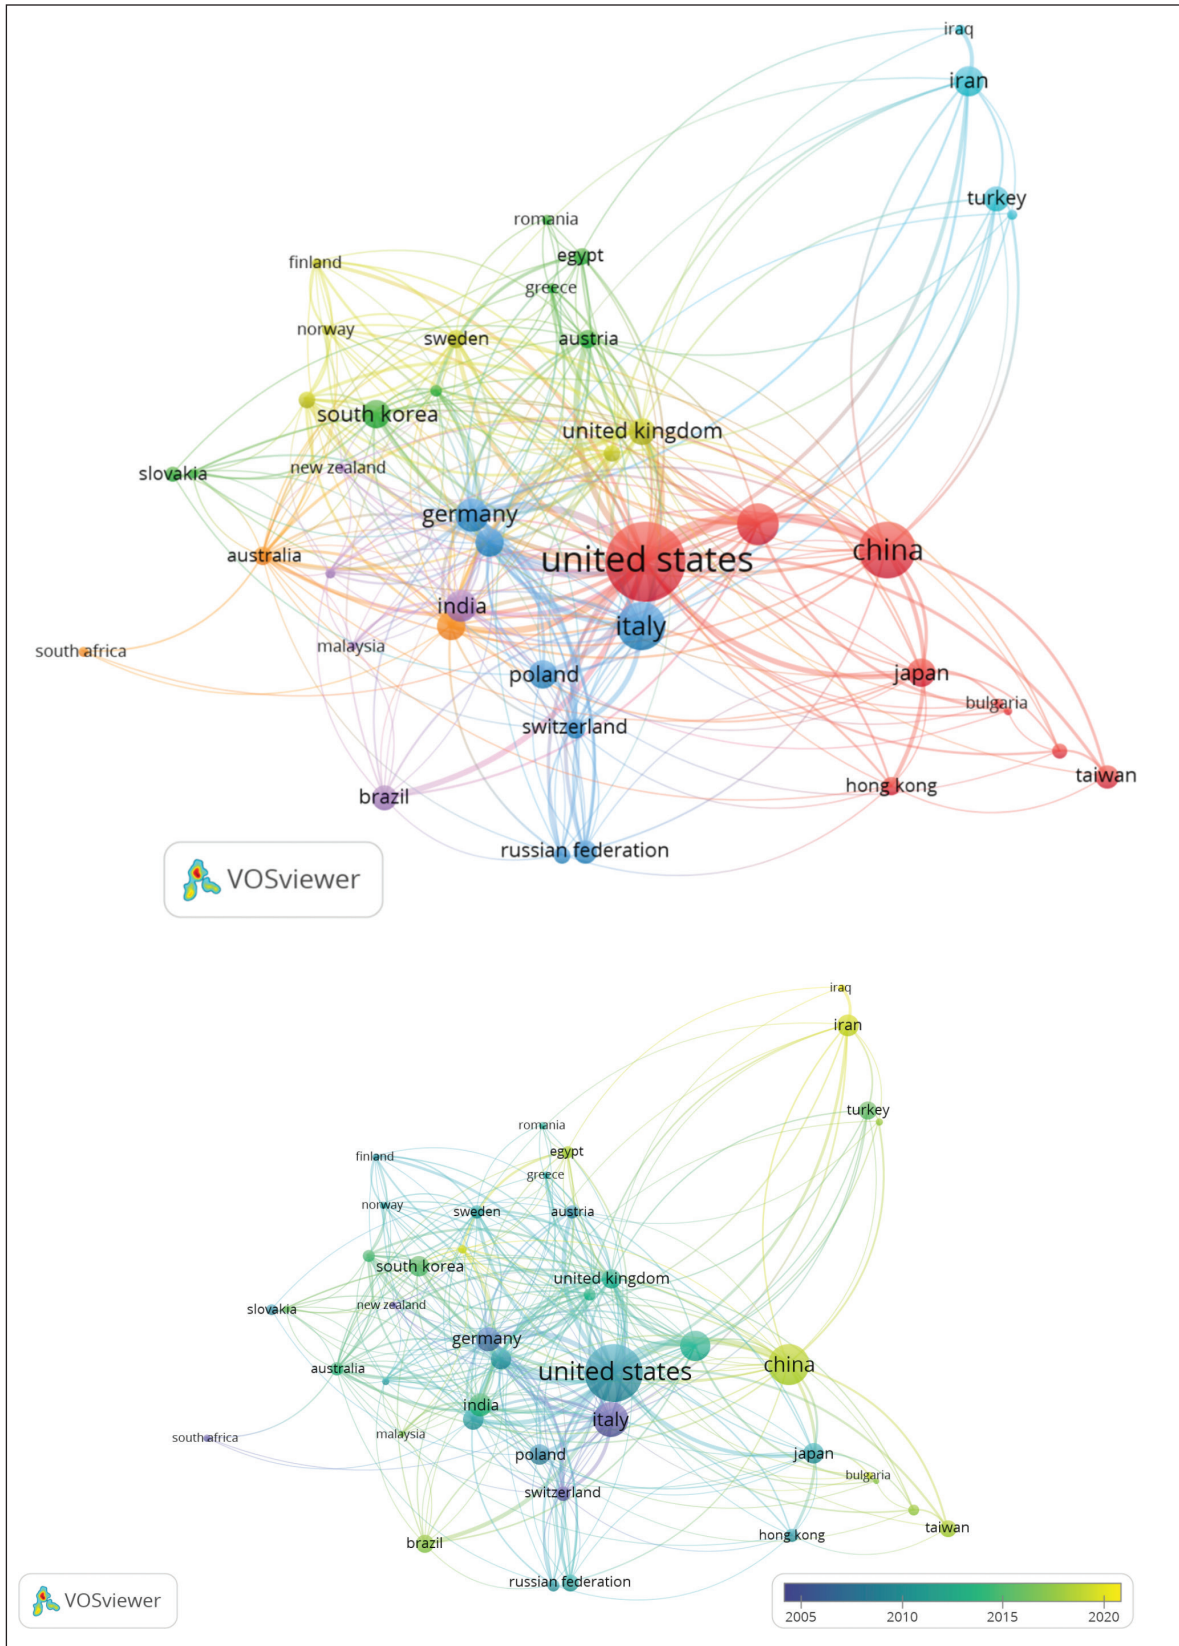 iraq
iran
turkey
romania
egypt
finland
greece
norway
sweden
austria
south korea
united kingdom
slovakia
new zealand
germany
united states
china
australia
india
italy
malaysia
south africa
poland
japan
bulgaria
switzerland
taiwan
hong kong
brazil
russian federation
VOSviewer
iraq
iran
turkey
romania
egypt
finland
greece
norway
sweden
austria
south korea
united kingdom
new zealand
slovakia
germany
united states
china
australia
india
italy
malaysia
south africa
poland
japan
bulgaria
switzerland
taiwan
hong kong
brazil
russian federation
VOSviewer
2005 2010 2015 2020